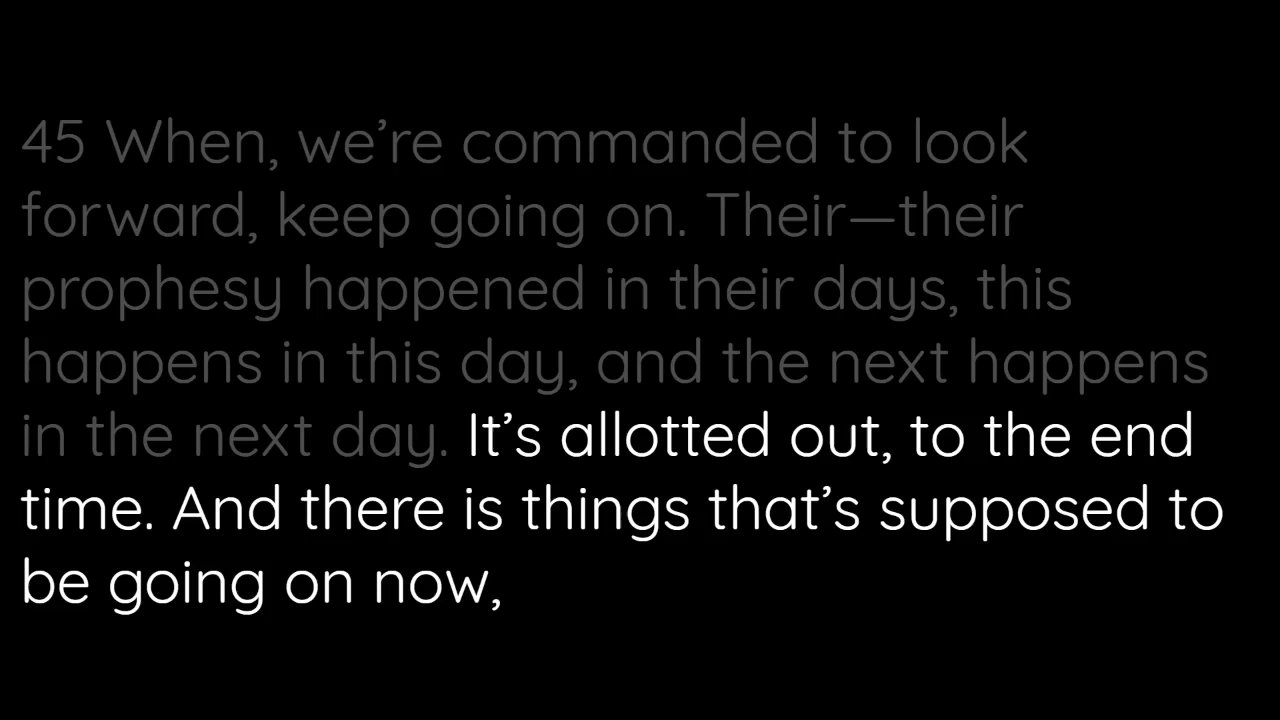 45 When, we’re commanded to look
forward, keep going on. Their—their
prophesy happened in their days, this
happens in this day, and the next happens
in the next day. It’s allotted out, to the end
time. And there is things that’s supposed to
be going on now,